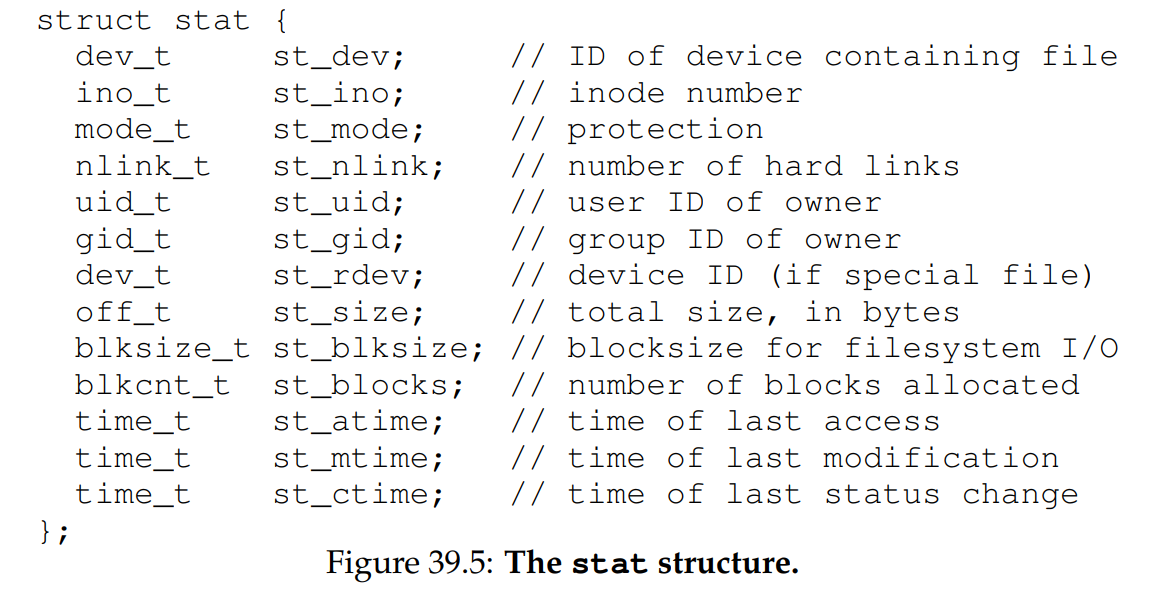 struct stat {
dev_t st_dev; // ID of device containing file
ino_t st_ino; // inode number
mode_t st_mode; // protection
nlink_t st_nlink; // number of hard links
uid_t st_uid; // user ID of owner
gid_t st_gid; // group ID of owner
dev_t st_rdev; // device ID (if special file)
off_t st_size; // total size, in bytes
blksize_t st_blksize; // blocksize for filesystem I/O
blkcnt_t st_blocks; // number of blocks allocated
time_t st_atime; // time of last access
time_t st_mtime; // time of last modification
time_t st_ctime; // time of last status change
};
Figure 39.5: The stat structure.